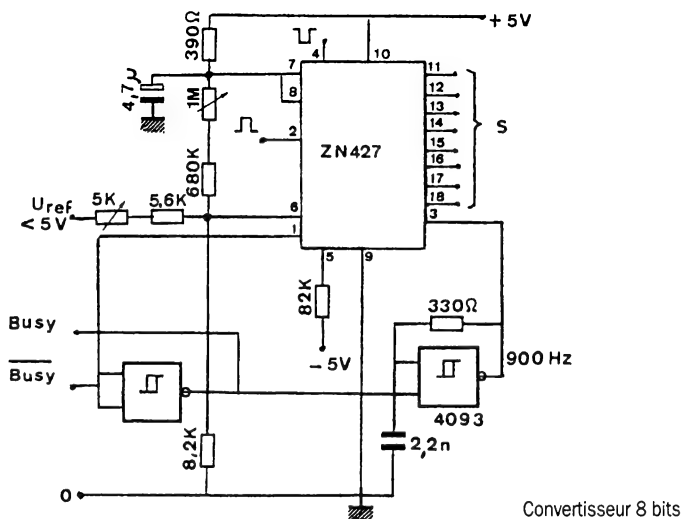 + 5V
390Ω
4
10
7
11
4,7µ
8
12
1M
13
S
14
2
ZN427
15
16
680K
17
18
Uref
< 5V
5K
5,6K
6
3
1
5
9
82K
330Ω
Busy
- 5V
900 Hz
Busy
4093
8,2K
2,2n
0
Convertisseur 8 bits